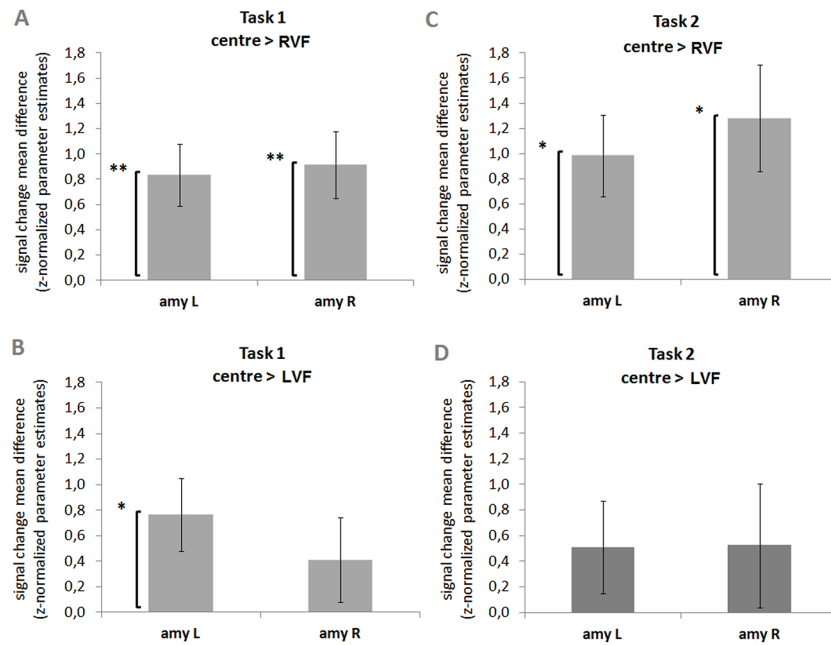 A
Task 1
centre > RVF
signal change mean difference
(z-normalized parameter estimates)
1,8
1,6
1,4
1,2
1,0
0,8
0,6
0,4
0,2
0,0
**
**
amy L
amy R
C
Task 2
centre > RVF
signal change mean difference
(z-normalized parameter estimates)
1,8
1,6
1,4
1,2
1,0
0,8
0,6
0,4
0,2
0,0
*
*
amy L
amy R
B
Task 1
centre > LVF
signal change mean difference
(z-normalized parameter estimates)
1,8
1,6
1,4
1,2
1,0
0,8
0,6
0,4
0,2
0,0
*
amy L
amy R
D
Task 2
centre > LVF
signal change mean difference
(z-normalized parameter estimates)
1,8
1,6
1,4
1,2
1,0
0,8
0,6
0,4
0,2
0,0
amy L
amy R